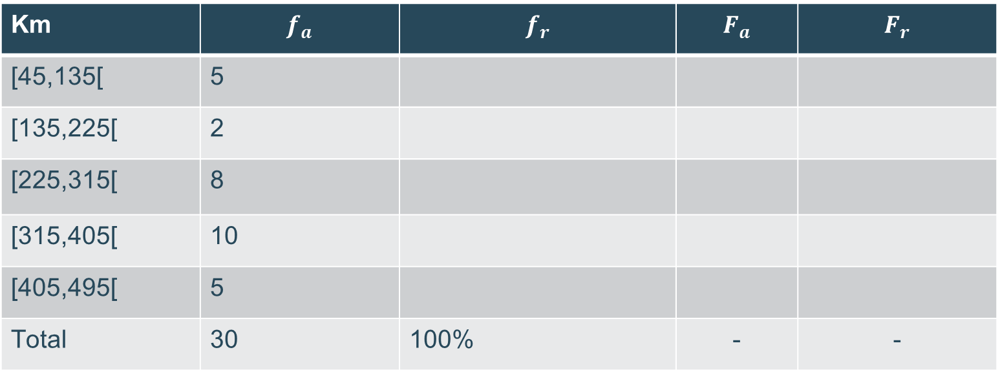 Km f_a f_r F_a F_r
[45,135[ 5
[135,225[ 2
[225,315[ 8
[315,405[ 10
[405,495[ 5
Total 30 100% - -